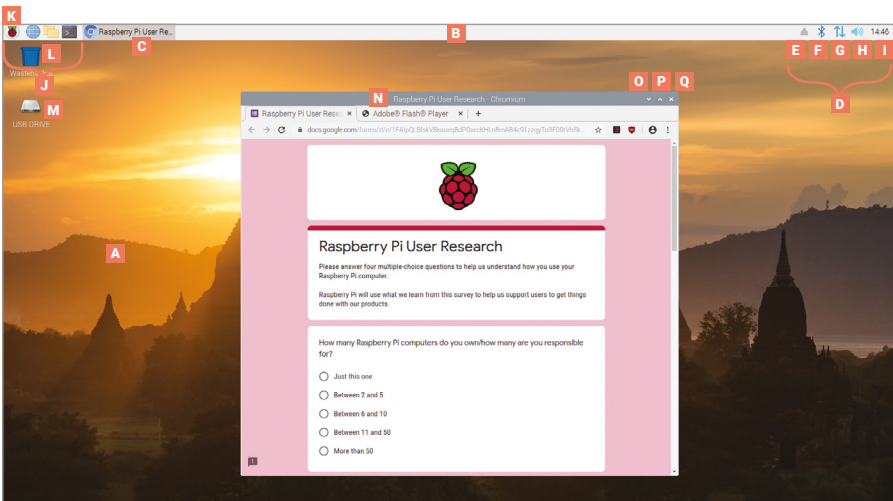 K
Raspberry Pi User Re...
14:46
B
C
E F G H I
L
J
D
M
USB DRIVE
O P Q
N
Raspberry Pi User Research - Chromium
Raspberry Pi User Rese
Adobe® Flash® Player
docs.google.com
A
Raspberry Pi User Research
Please answer four multiple-choice questions to help us understand how you use your
Raspberry Pi computer.
Raspberry Pi will use what we learn from this survey to help us support users to get things
done with our products.
How many Raspberry Pi computers do you own/how many are you responsible
for?
Just this one
Between 2 and 5
Between 6 and 10
Between 11 and 50
More than 50